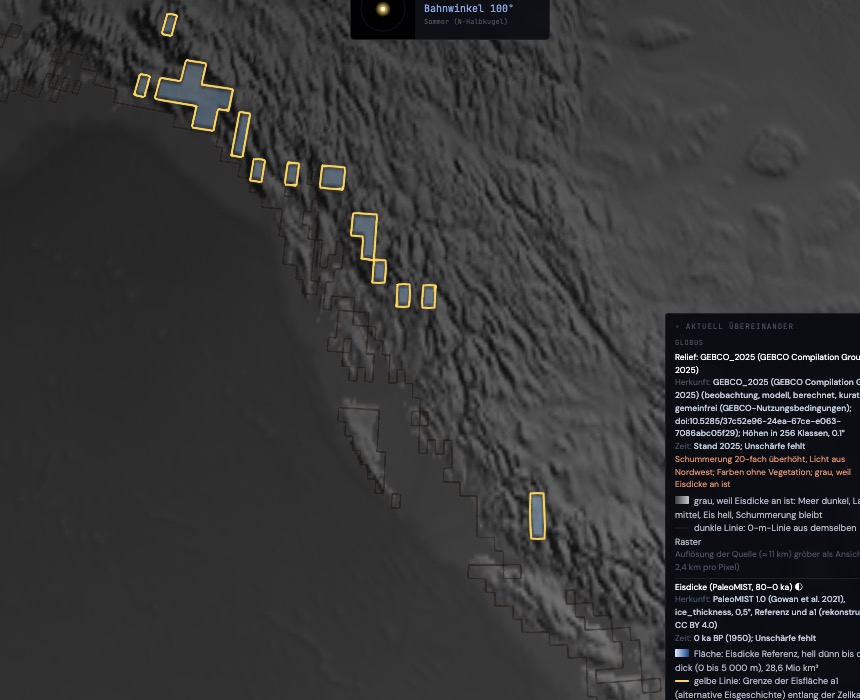 Bahnwinkel 100°
Sommer (N-Halbkugel)
AKTUELL ÜBEREINANDER
GLOBUS
Relief: GEBCO_2025 (GEBCO Compilation Grou
2025)
Herkunft: GEBCO_2025 (GEBCO Compilation G
2025) (beobachtung, modell, berechnet, kurat
gemeinfrei (GEBCO-Nutzungsbedingungen);
doi:10.5285/37c52e96-24ea-67ce-e063-
7086abc05f29); Höhen in 256 Klassen, 0.1°
Zeit: Stand 2025; Unschärfe fehlt
Schummerung 20-fach überhöht, Licht aus
Nordwest; Farben ohne Vegetation; grau, weil
Eisdicke an ist
grau, weil Eisdicke an ist: Meer dunkel, La
mittel, Eis hell, Schummerung bleibt
dunkle Linie: 0-m-Linie aus demselben
Raster
Auflösung der Quelle (≈ 11 km) gröber als Ansich
2,4 km pro Pixel)
Eisdicke (PaleoMIST, 80–0 ka)
Herkunft: PaleoMIST 1.0 (Gowan et al. 2021),
ice_thickness, 0,5°, Referenz und a1 (rekonstru
CC BY 4.0)
Zeit: 0 ka BP (1950); Unschärfe fehlt
Fläche: Eisdicke Referenz, hell dünn bis d
dick (0 bis 5 000 m), 28,6 Mio km³
gelbe Linie: Grenze der Eisfläche a1
(alternative Eisgeschichte) entlang der Zellka